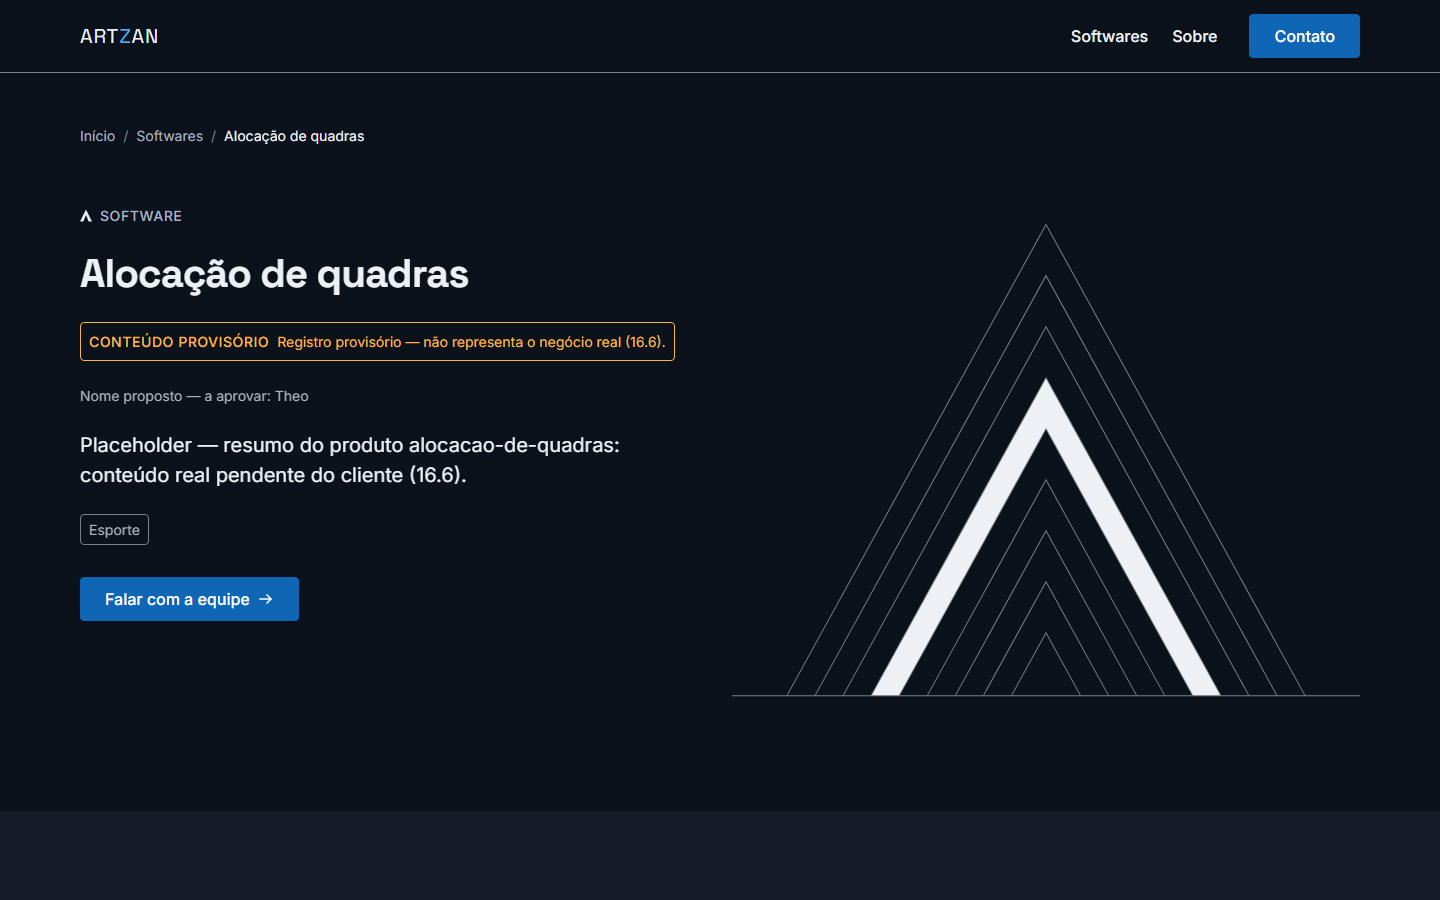 ARTZAN
Softwares
Sobre
Contato
Início / Softwares / Alocação de quadras
SOFTWARE
Alocação de quadras
CONTEÚDO PROVISÓRIO Registro provisório — não representa o negócio real (16.6).
Nome proposto — a aprovar: Theo
Placeholder — resumo do produto alocacao-de-quadras:
conteúdo real pendente do cliente (16.6).
Esporte
Falar com a equipe →